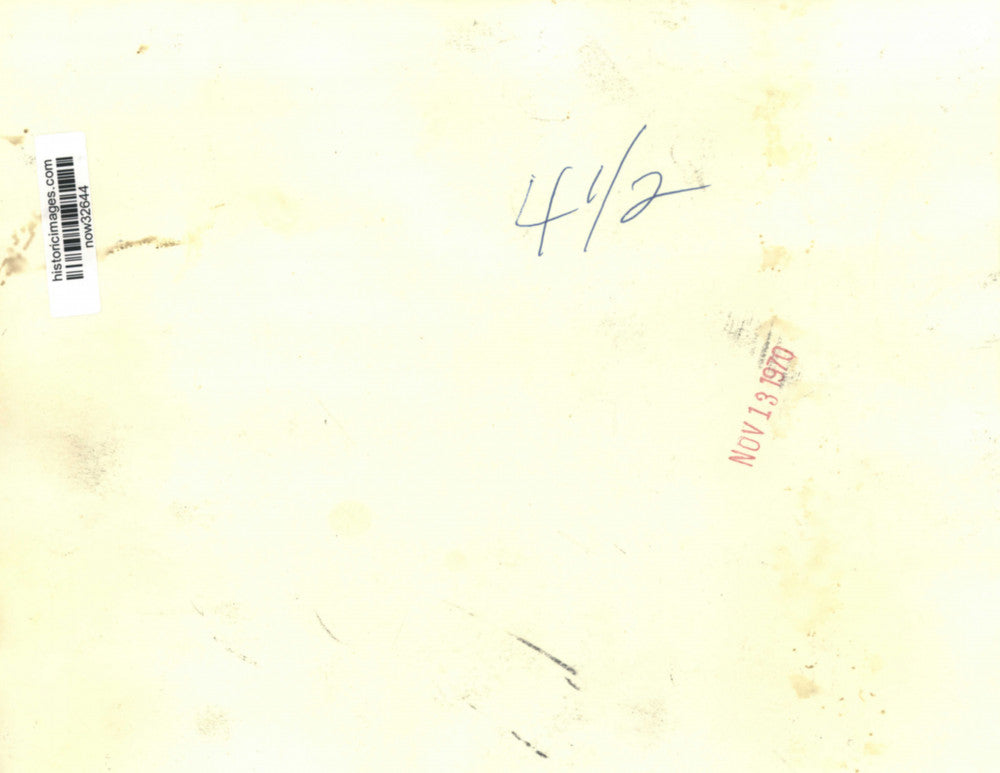 historicimages.com
now32644
4 1/2
NOV 13 1970